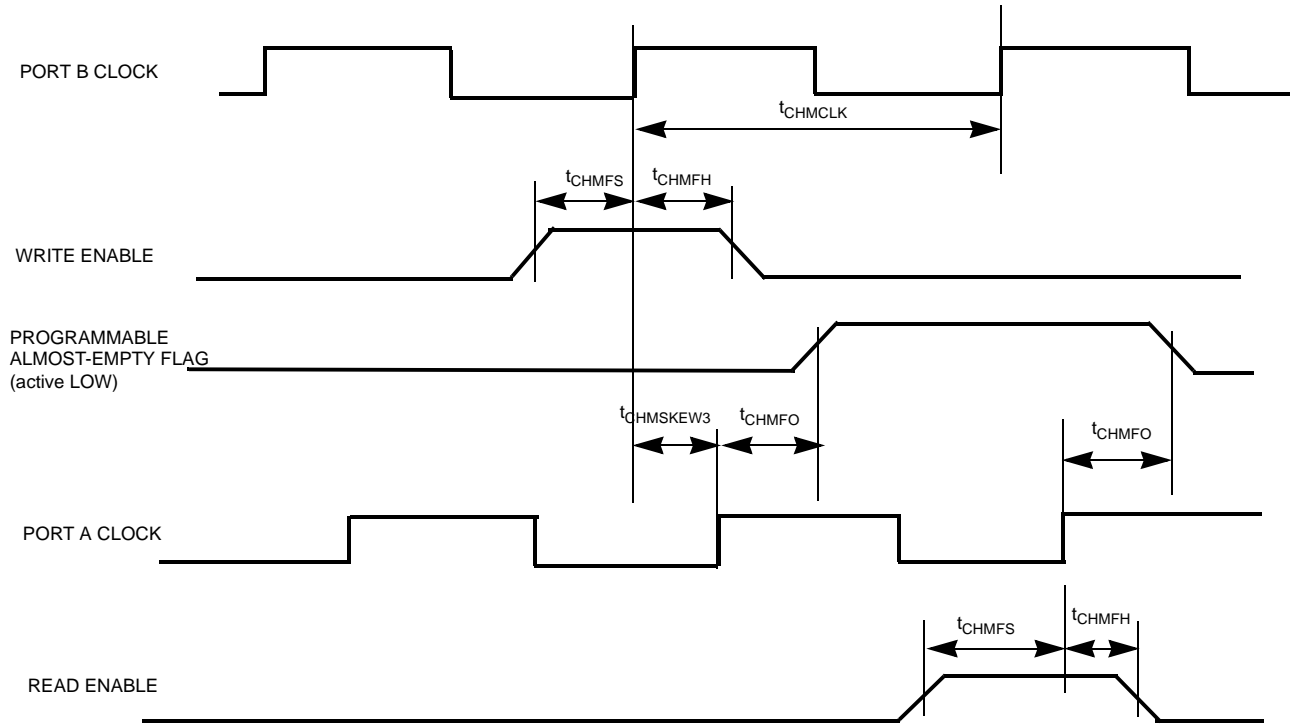 PORT B CLOCK
tCHMCLK
tCHMFS
tCHMFH
WRITE ENABLE
PROGRAMMABLE
ALMOST-EMPTY FLAG
(active LOW)
tCHMSKEW3
tCHMFO
tCHMFO
PORT A CLOCK
tCHMFS
tCHMFH
READ ENABLE